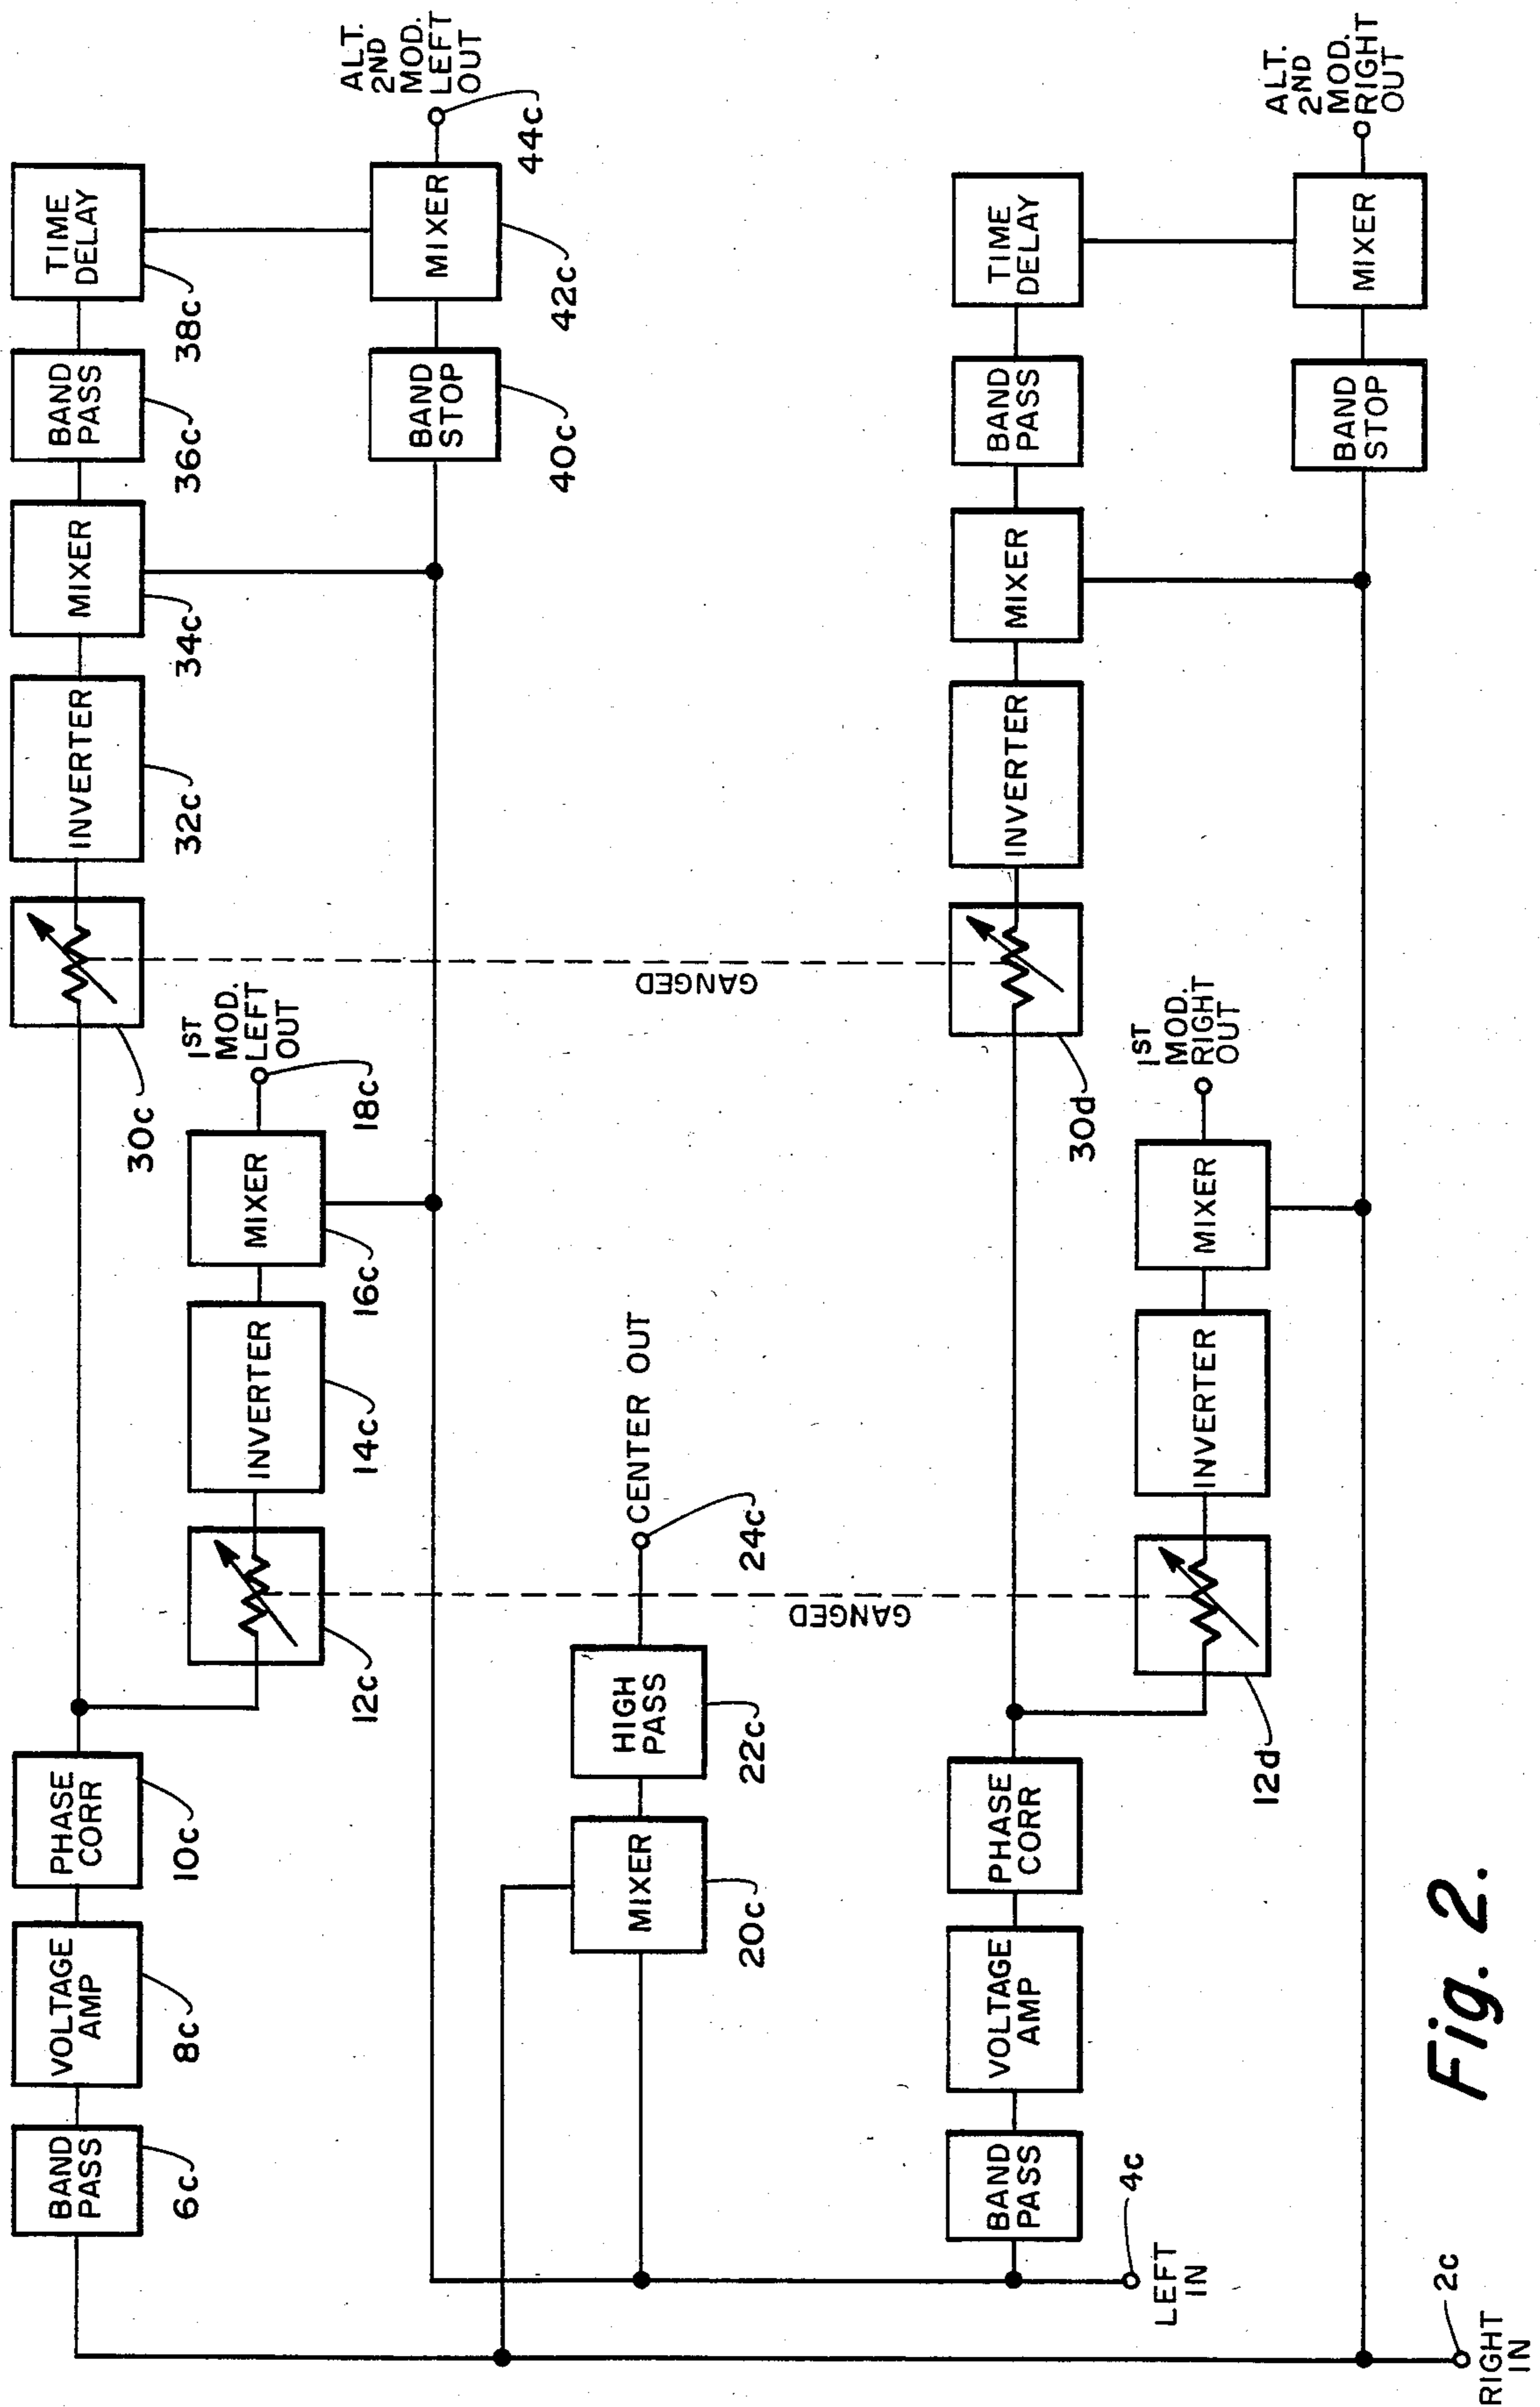 TIME
DELAY
38c
BAND
PASS
36c
MIXER
34c
INVERTER
32c
30c
ALT.
2ND
MOD.
LEFT
OUT
44c
MIXER
42c
BAND
STOP
40c
GANGED
1ST
MOD.
LEFT
OUT
18c
MIXER
16c
INVERTER
14c
12c
PHASE
CORR
10c
VOLTAGE
AMP
8c
BAND
PASS
6c
CENTER OUT
24c
HIGH
PASS
22c
MIXER
20c
GANGED
ALT.
2ND
MOD.
RIGHT
OUT
TIME
DELAY
MIXER
BAND
PASS
BAND
STOP
MIXER
INVERTER
30d
1ST
MOD.
RIGHT
OUT
MIXER
INVERTER
12d
PHASE
CORR
VOLTAGE
AMP
BAND
PASS
4c
LEFT
IN
2c
RIGHT
IN
Fig. 2.